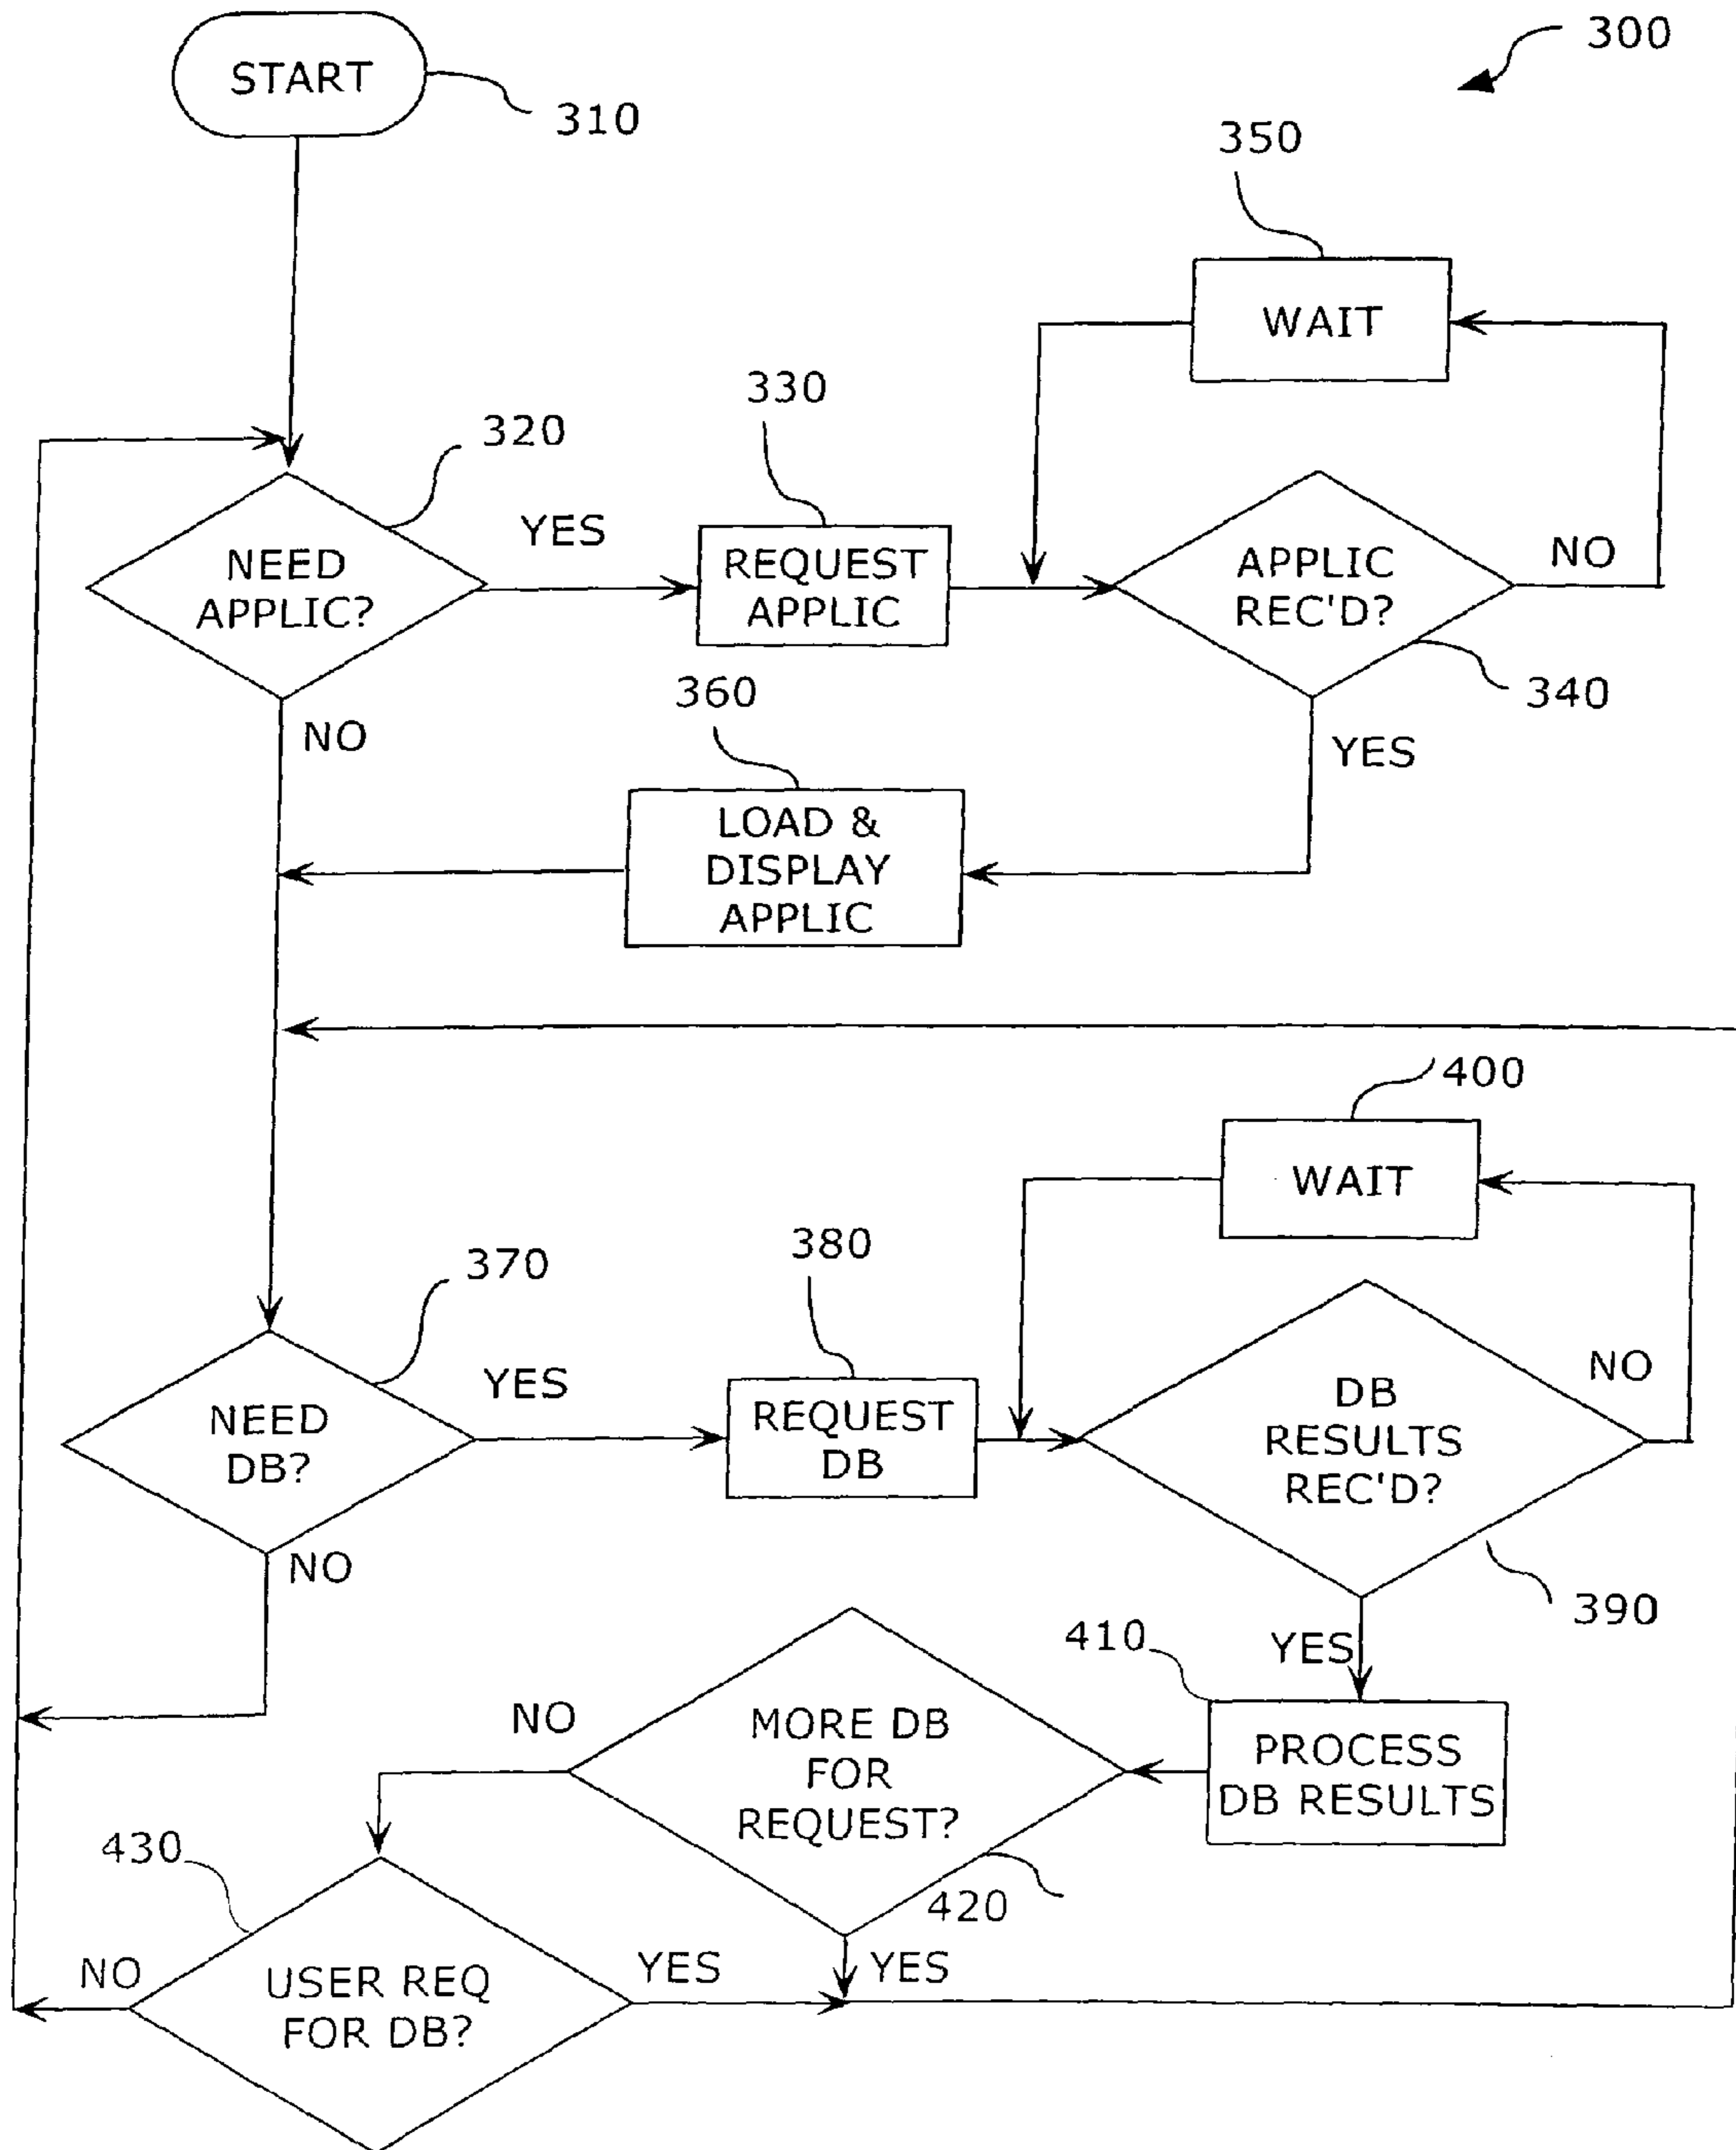 300
START
310
350
WAIT
330
320
YES
NEED
APPLIC?
REQUEST
APPLIC
APPLIC
REC'D?
NO
340
360
NO
YES
LOAD &
DISPLAY
APPLIC
400
WAIT
380
370
YES
NO
NEED
DB?
REQUEST
DB
DB
RESULTS
REC'D?
NO
390
410
YES
NO
MORE DB
FOR
REQUEST?
PROCESS
DB RESULTS
430
420
NO
YES
YES
USER REQ
FOR DB?